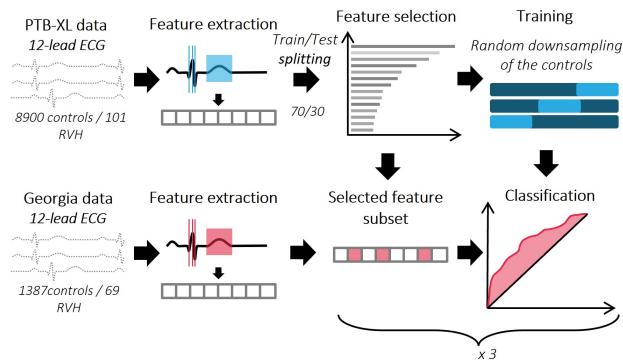 PTB-XL data
12-lead ECG
8900 controls / 101
RVH
Feature extraction
Train/Test
splitting
70/30
Feature selection
Training
Random downsampling
of the controls
Georgia data
12-lead ECG
1387controls / 69
RVH
Feature extraction
Selected feature
subset
Classification
x 3